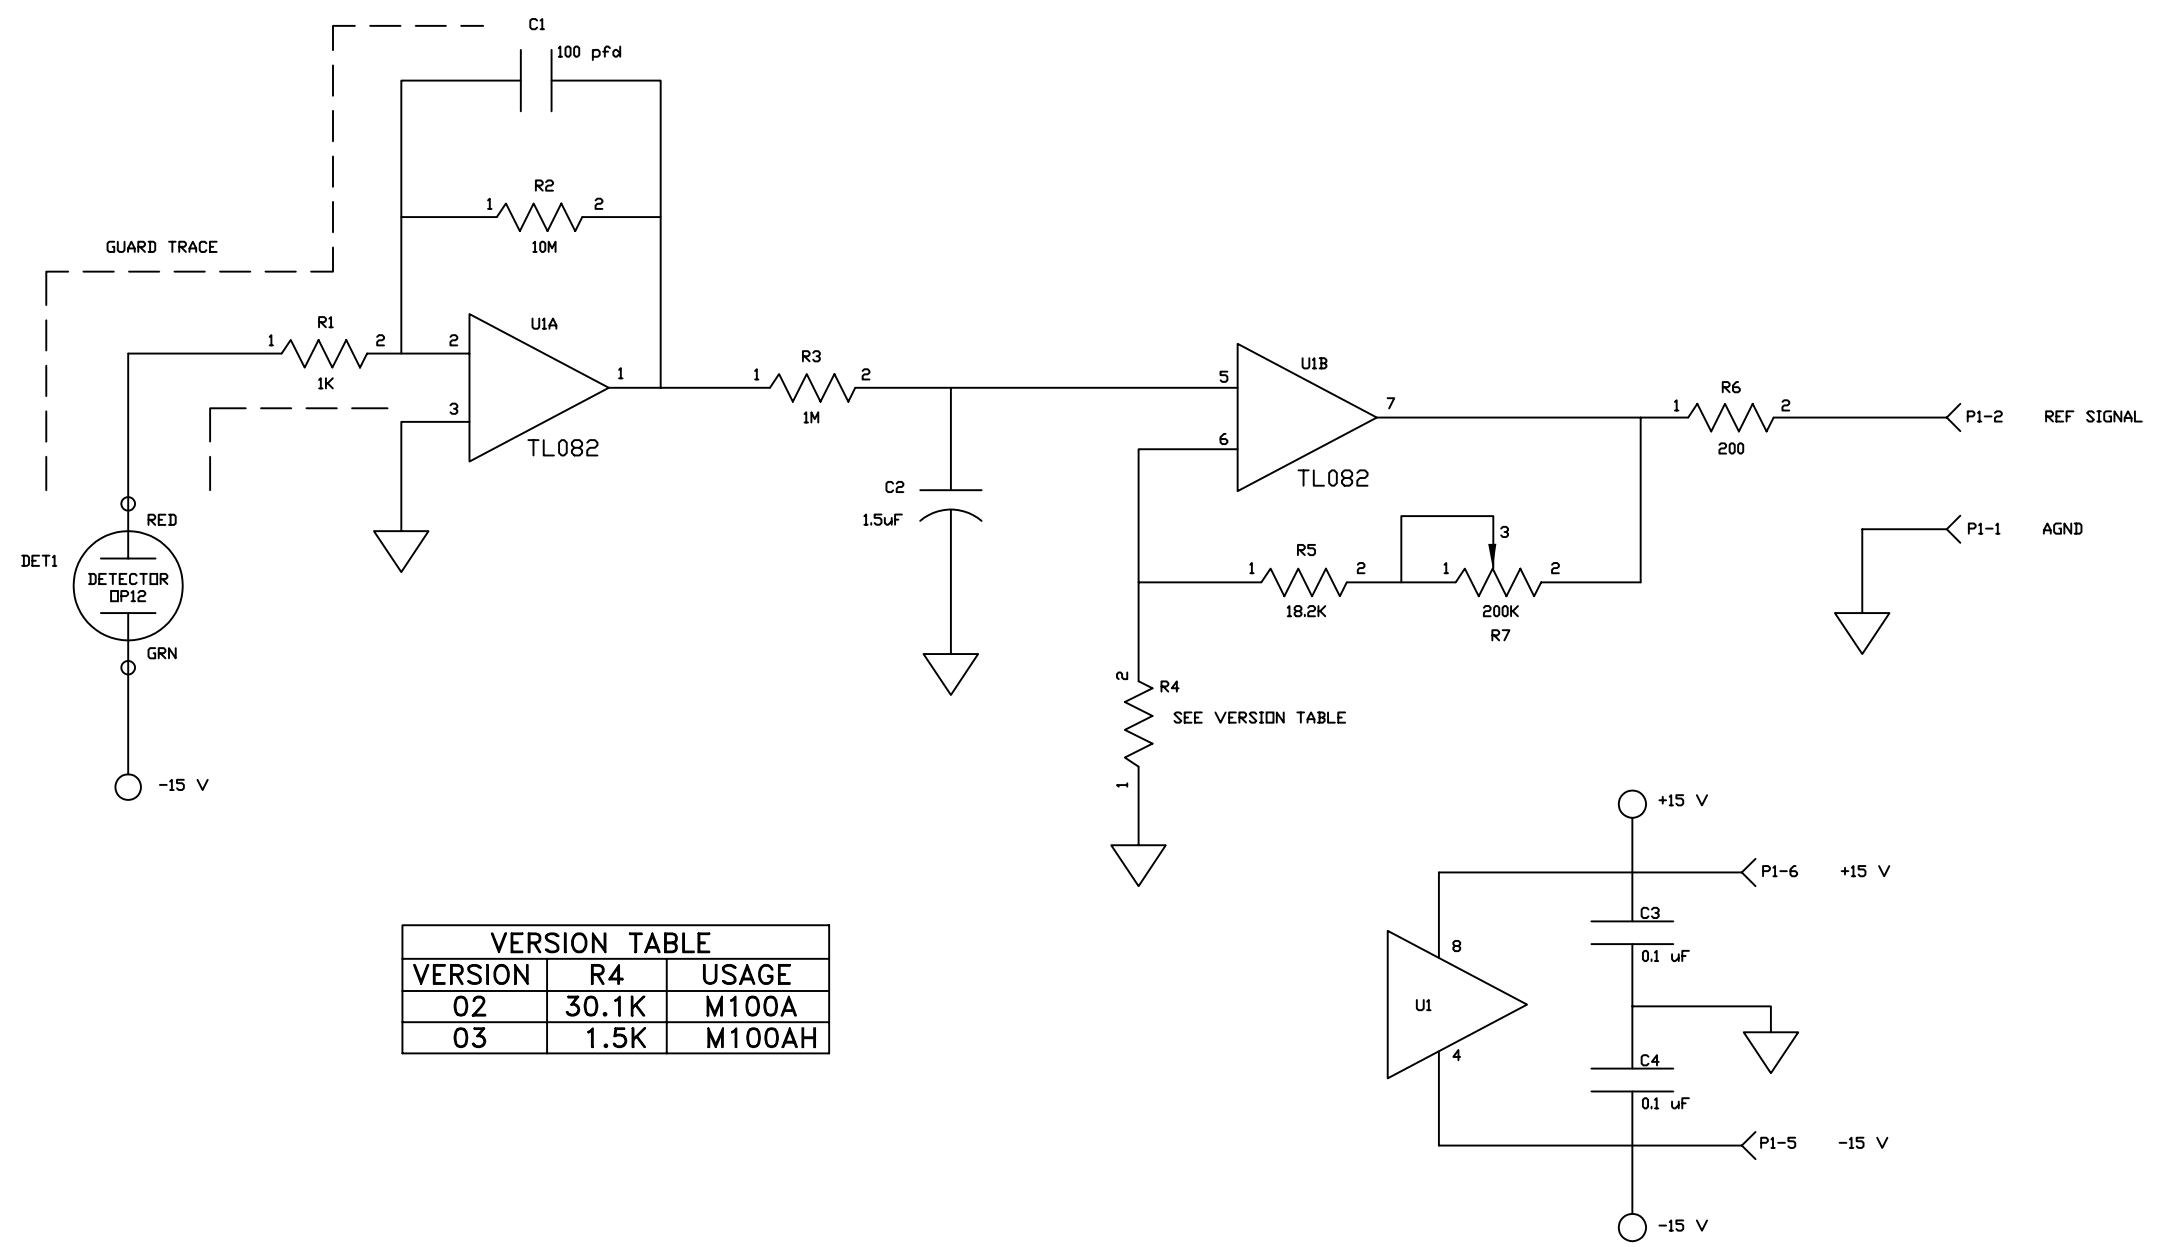 C1
100 pfd
R2
1 2
10M
GUARD TRACE
R1
1 2
1K
U1A
2
3
1
TL082
R3
1 2
1M
C2
1.5uF
U1B
5
6
7
TL082
R6
1 2
200
P1-2 REF SIGNAL
P1-1 AGND
R5
1 2
18.2K
3
1 2
200K
R7
2
R4
SEE VERSION TABLE
1
RED
DET1
DETECTOR
OP12
GRN
-15 V
+15 V
P1-6 +15 V
C3
0.1 uF
8
U1
4
C4
0.1 uF
P1-5 -15 V
-15 V
VERSION TABLE
VERSION R4 USAGE
02 30.1K M100A
03 1.5K M100AH